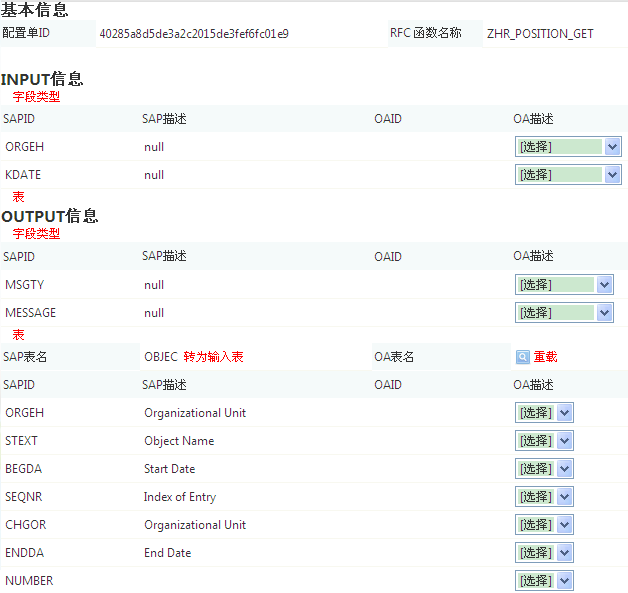 基本信息
配置单ID 40285a8d5de3a2c2015de3fef6fc01e9 RFC 函数名称 ZHR_POSITION_GET
INPUT信息
字段类型
SAPID SAP描述 OAID OA描述
ORGEH null [选择]
KDATE null [选择]
表
OUTPUT信息
字段类型
SAPID SAP描述 OAID OA描述
MSGTY null [选择]
MESSAGE null [选择]
表
SAP表名 OBJEC 转为输入表 OA表名 重载
SAPID SAP描述 OAID OA描述
ORGEH Organizational Unit [选择]
STEXT Object Name [选择]
BEGDA Start Date [选择]
SEQNR Index of Entry [选择]
CHGOR Organizational Unit [选择]
ENDDA End Date [选择]
NUMBER [选择]